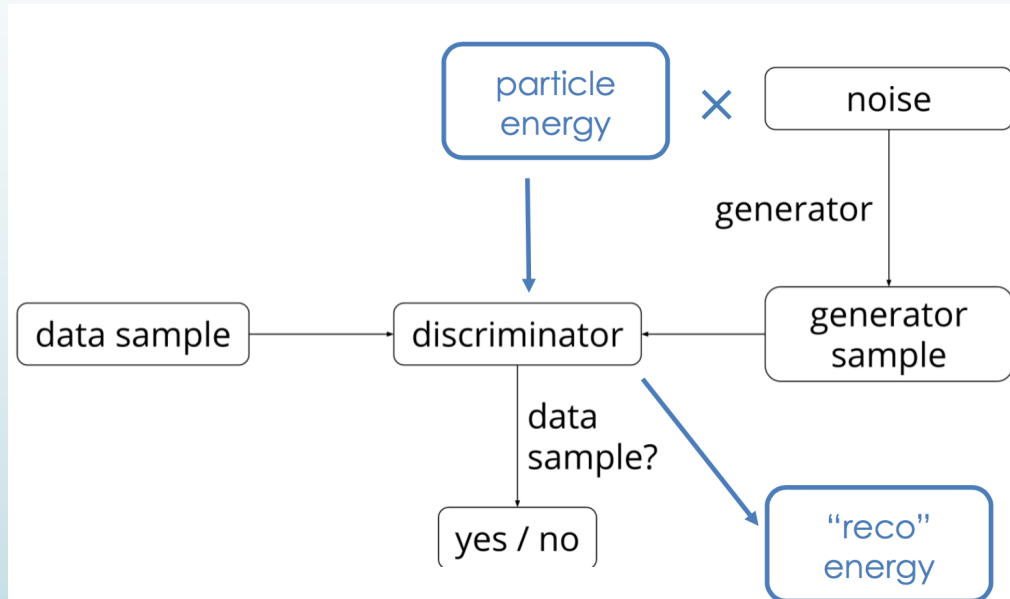 particle
energy
×
noise
generator
data sample
discriminator
generator
sample
data
sample?
yes / no
“reco”
energy